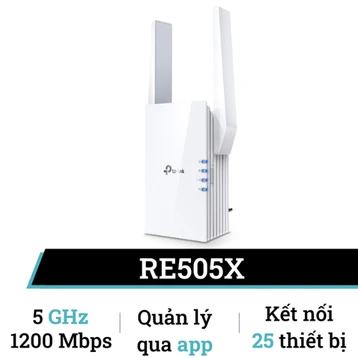 tp-link
RE505X
5 GHz
1200 Mbps
Quản lý
qua app
Kết nối
25 thiết bị